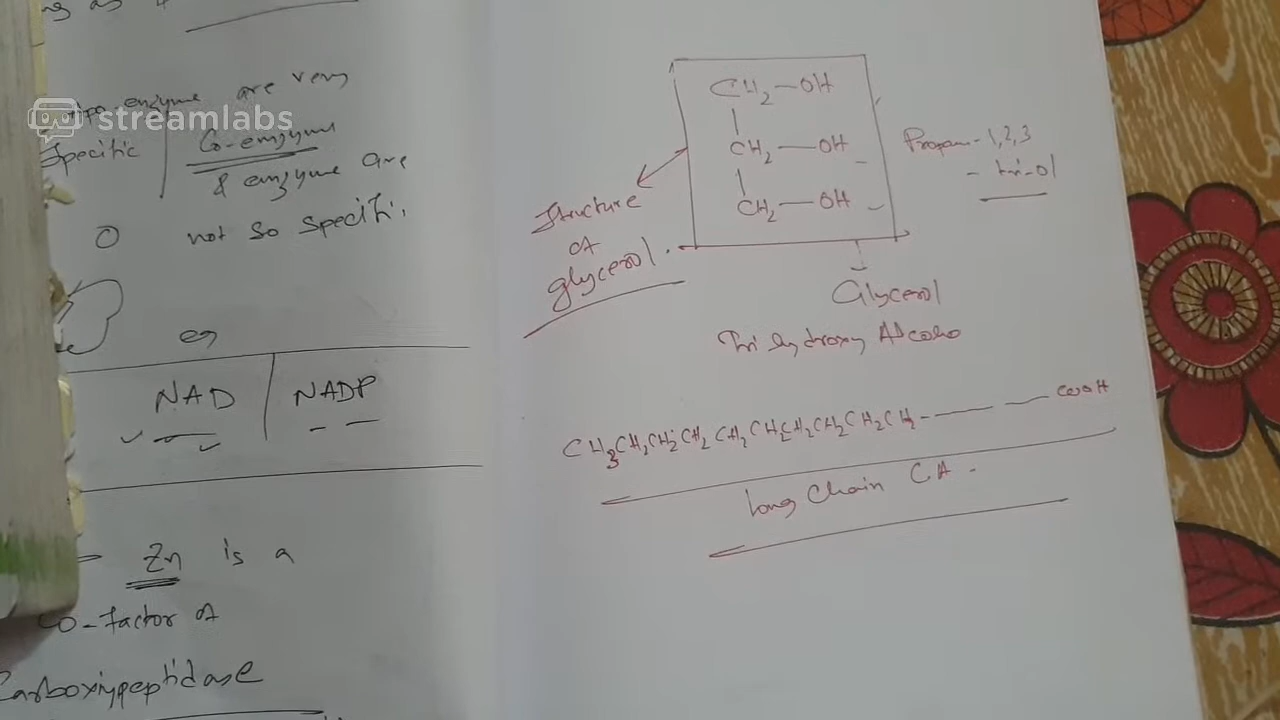 streamlabs
enzyme are very
Specific
Co-enzyme
& enzyme are
not so specific.
eg
NAD
NADP
Zn is a
Co-factor of
Carboxypeptidase
CH2-OH
CH2-OH
CH2-OH
Propan-1,2,3
-tri-ol
Structure
of
glycerol.
Glycerol
Tri hydroxy Alcoho
CH3CH2CH2CH2CH2CH2CH2CH2CH2CH2------COOH
long Chain C.A.